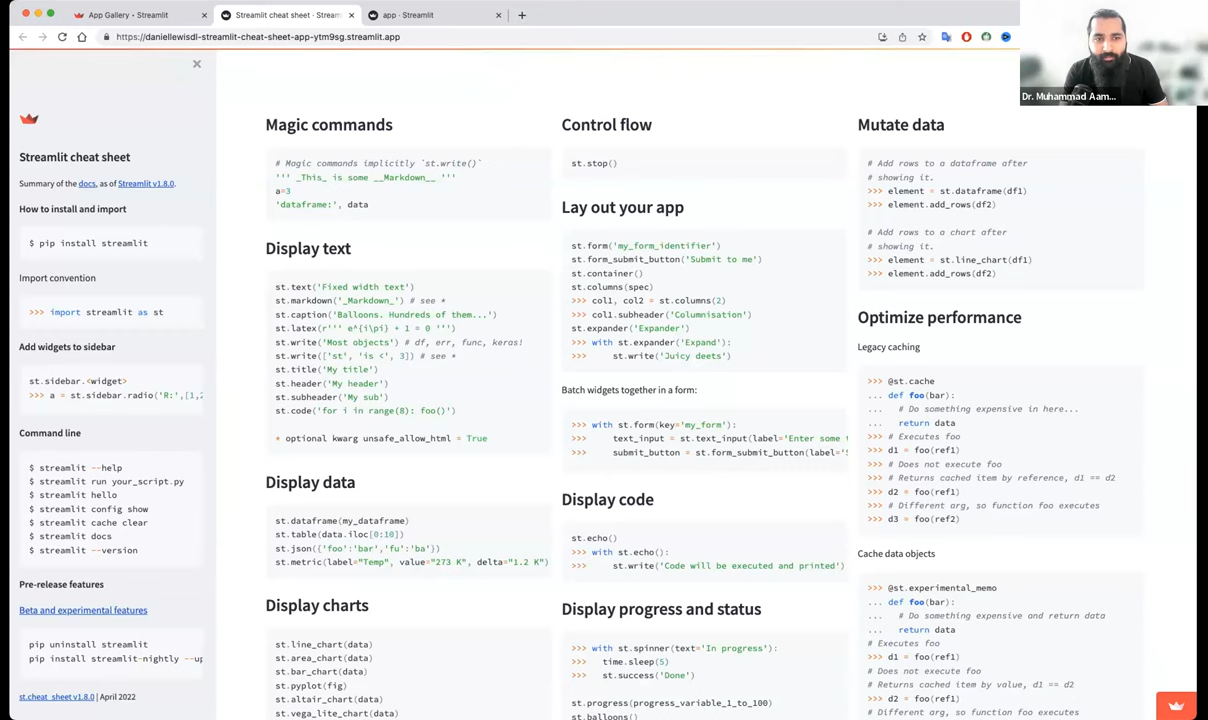 App Gallery • Streamlit
Streamlit cheat sheet · Stream
app · Streamlit
https://daniellewisdl-streamlit-cheat-sheet-app-ytm9sg.streamlit.app
Dr. Muhammad Aam...
Streamlit cheat sheet
Summary of the docs, as of Streamlit v1.8.0.
How to install and import
$ pip install streamlit
Import convention
>>> import streamlit as st
Add widgets to sidebar
st.sidebar.<widget>
>>> a = st.sidebar.radio('R:',[1,2
Command line
$ streamlit --help
$ streamlit run your_script.py
$ streamlit hello
$ streamlit config show
$ streamlit cache clear
$ streamlit docs
$ streamlit --version
Pre-release features
Beta and experimental features
pip uninstall streamlit
pip install streamlit-nightly --up
st.cheat_sheet v1.8.0 | April 2022
Magic commands
# Magic commands implicitly `st.write()`
''' _This_ is some __Markdown__ '''
a=3
'dataframe:', data
Display text
st.text('Fixed width text')
st.markdown('_Markdown_') # see *
st.caption('Balloons. Hundreds of them...')
st.latex(r''' e^{i\pi} + 1 = 0 ''')
st.write('Most objects') # df, err, func, keras!
st.write(['st', 'is <', 3]) # see *
st.title('My title')
st.header('My header')
st.subheader('My sub')
st.code('for i in range(8): foo()')
* optional kwarg unsafe_allow_html = True
Display data
st.dataframe(my_dataframe)
st.table(data.iloc[0:10])
st.json({'foo':'bar','fu':'ba'})
st.metric(label="Temp", value="273 K", delta="1.2 K")
Display charts
st.line_chart(data)
st.area_chart(data)
st.bar_chart(data)
st.pyplot(fig)
st.altair_chart(data)
st.vega_lite_chart(data)
Control flow
st.stop()
Lay out your app
st.form('my_form_identifier')
st.form_submit_button('Submit to me')
st.container()
st.columns(spec)
>>> col1, col2 = st.columns(2)
>>> col1.subheader('Columnisation')
st.expander('Expander')
>>> with st.expander('Expand'):
>>>     st.write('Juicy deets')
Batch widgets together in a form:
>>> with st.form(key='my_form'):
>>>     text_input = st.text_input(label='Enter some
>>>     submit_button = st.form_submit_button(label='
Display code
st.echo()
>>> with st.echo():
>>>     st.write('Code will be executed and printed')
Display progress and status
>>> with st.spinner(text='In progress'):
>>>   time.sleep(5)
>>>   st.success('Done')
st.progress(progress_variable_1_to_100)
st.balloons()
Mutate data
# Add rows to a dataframe after
# showing it.
>>> element = st.dataframe(df1)
>>> element.add_rows(df2)
# Add rows to a chart after
# showing it.
>>> element = st.line_chart(df1)
>>> element.add_rows(df2)
Optimize performance
Legacy caching
>>> @st.cache
... def foo(bar):
...   # Do something expensive in here...
...   return data
>>> # Executes foo
>>> d1 = foo(ref1)
>>> # Does not execute foo
>>> # Returns cached item by reference, d1 == d2
>>> d2 = foo(ref1)
>>> # Different arg, so function foo executes
>>> d3 = foo(ref2)
Cache data objects
>>> @st.experimental_memo
... def foo(bar):
...   # Do something expensive and return data
...   return data
# Executes foo
>>> d1 = foo(ref1)
# Does not execute foo
# Returns cached item by value, d1 == d2
>>> d2 = foo(ref1)
# Different arg, so function foo executes